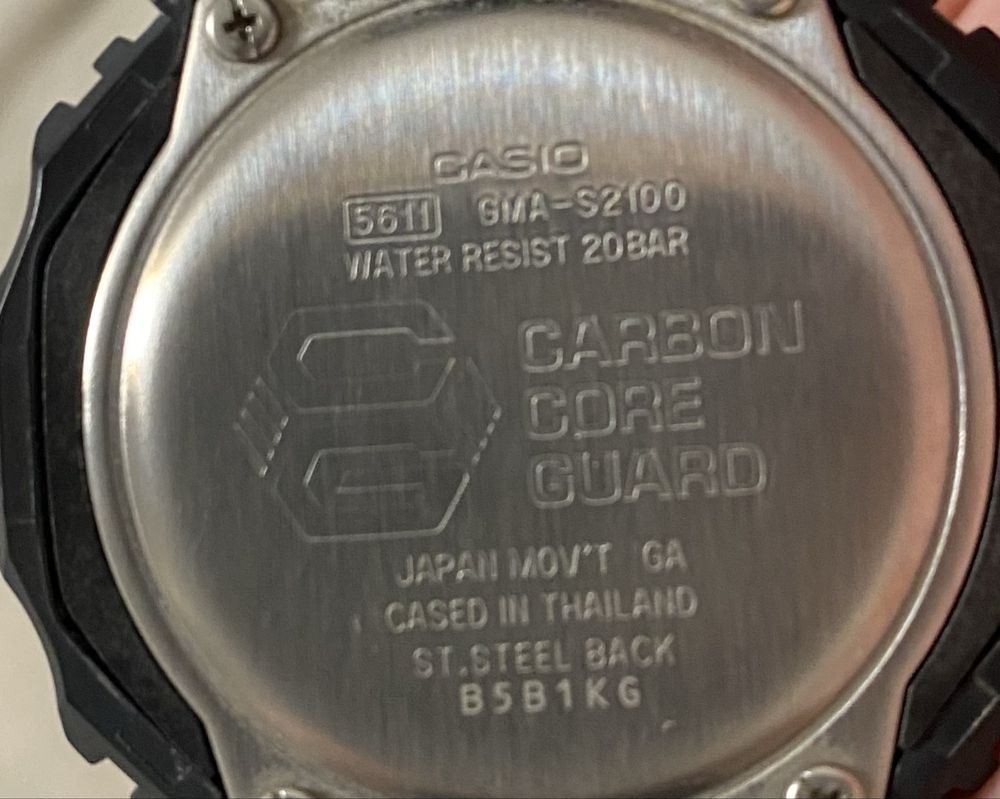 CASIO
5611 GMA-S2100
WATER RESIST 20BAR
CARBON
CORE
GUARD
JAPAN MOV'T GA
CASED IN THAILAND
ST.STEEL BACK
B5B1KG